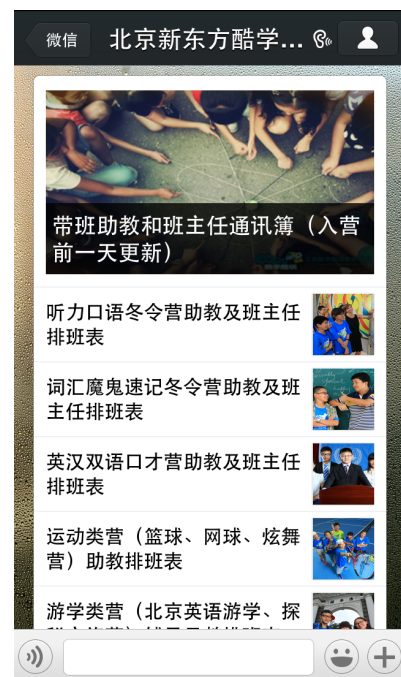 微信
北京新东方酷学...
带班助教和班主任通讯簿（入营
前一天更新）
听力口语冬令营助教及班主任
排班表
词汇魔鬼速记冬令营助教及班
主任排班表
英汉双语口才营助教及班主任
排班表
运动类营（篮球、网球、炫舞
营）助教排班表
游学类营（北京英语游学、探